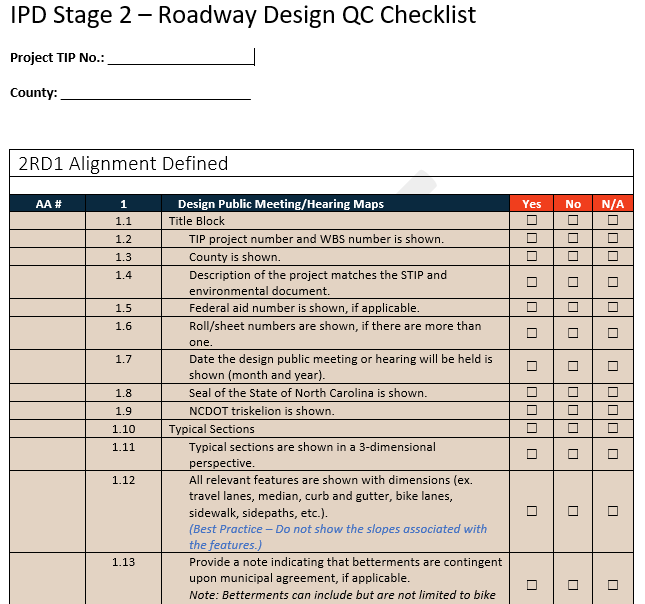 IPD Stage 2 – Roadway Design QC Checklist
Project TIP No.: ____________________
County: __________________________
2RD1 Alignment Defined
AA # 1 Design Public Meeting/Hearing Maps Yes No N/A
1.1 Title Block ☐ ☐ ☐
1.2 TIP project number and WBS number is shown. ☐ ☐ ☐
1.3 County is shown. ☐ ☐ ☐
1.4 Description of the project matches the STIP and
environmental document. ☐ ☐ ☐
1.5 Federal aid number is shown, if applicable. ☐ ☐ ☐
1.6 Roll/sheet numbers are shown, if there are more than
one. ☐ ☐ ☐
1.7 Date the design public meeting or hearing will be held is
shown (month and year). ☐ ☐ ☐
1.8 Seal of the State of North Carolina is shown. ☐ ☐ ☐
1.9 NCDOT triskelion is shown. ☐ ☐ ☐
1.10 Typical Sections ☐ ☐ ☐
1.11 Typical sections are shown in a 3-dimensional
perspective. ☐ ☐ ☐
1.12 All relevant features are shown with dimensions (ex.
travel lanes, median, curb and gutter, bike lanes,
sidewalk, sidepaths, etc.). ☐ ☐ ☐
(Best Practice – Do not show the slopes associated with
the features.)
1.13 Provide a note indicating that betterments are contingent
upon municipal agreement, if applicable. ☐ ☐ ☐
Note: Betterments can include but are not limited to bike